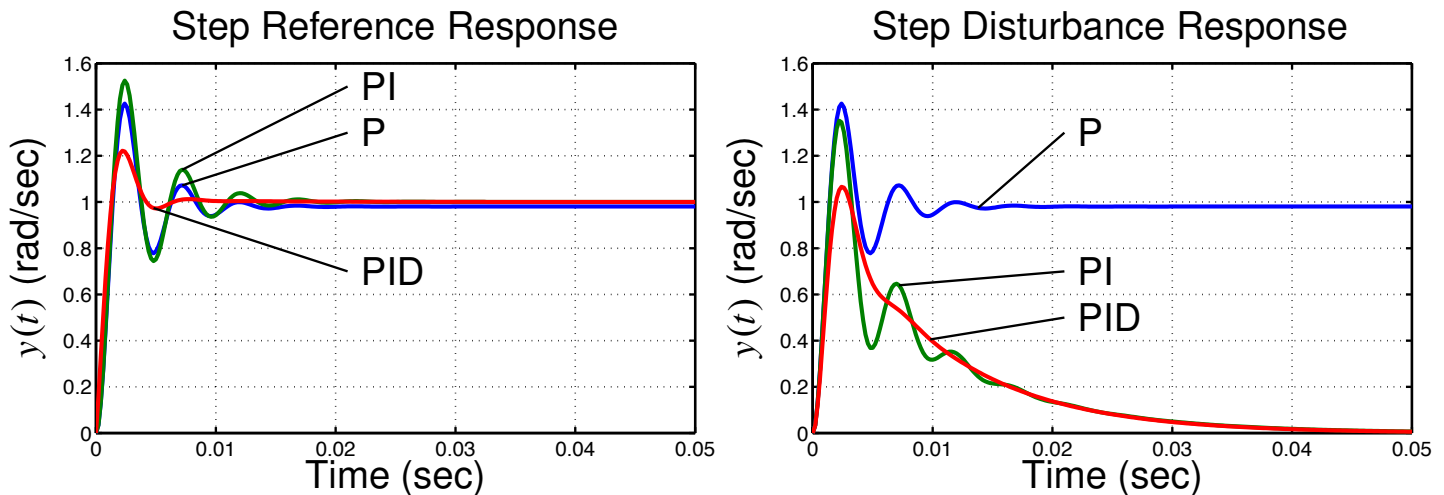 Step Reference Response
1.6
1.4
1.2
1
0.8
0.6
0.4
0.2
0
y(t) (rad/sec)
PI
P
PID
0 0.01 0.02 0.03 0.04 0.05
Time (sec)
Step Disturbance Response
1.6
1.4
1.2
1
0.8
0.6
0.4
0.2
0
y(t) (rad/sec)
P
PI
PID
0 0.01 0.02 0.03 0.04 0.05
Time (sec)